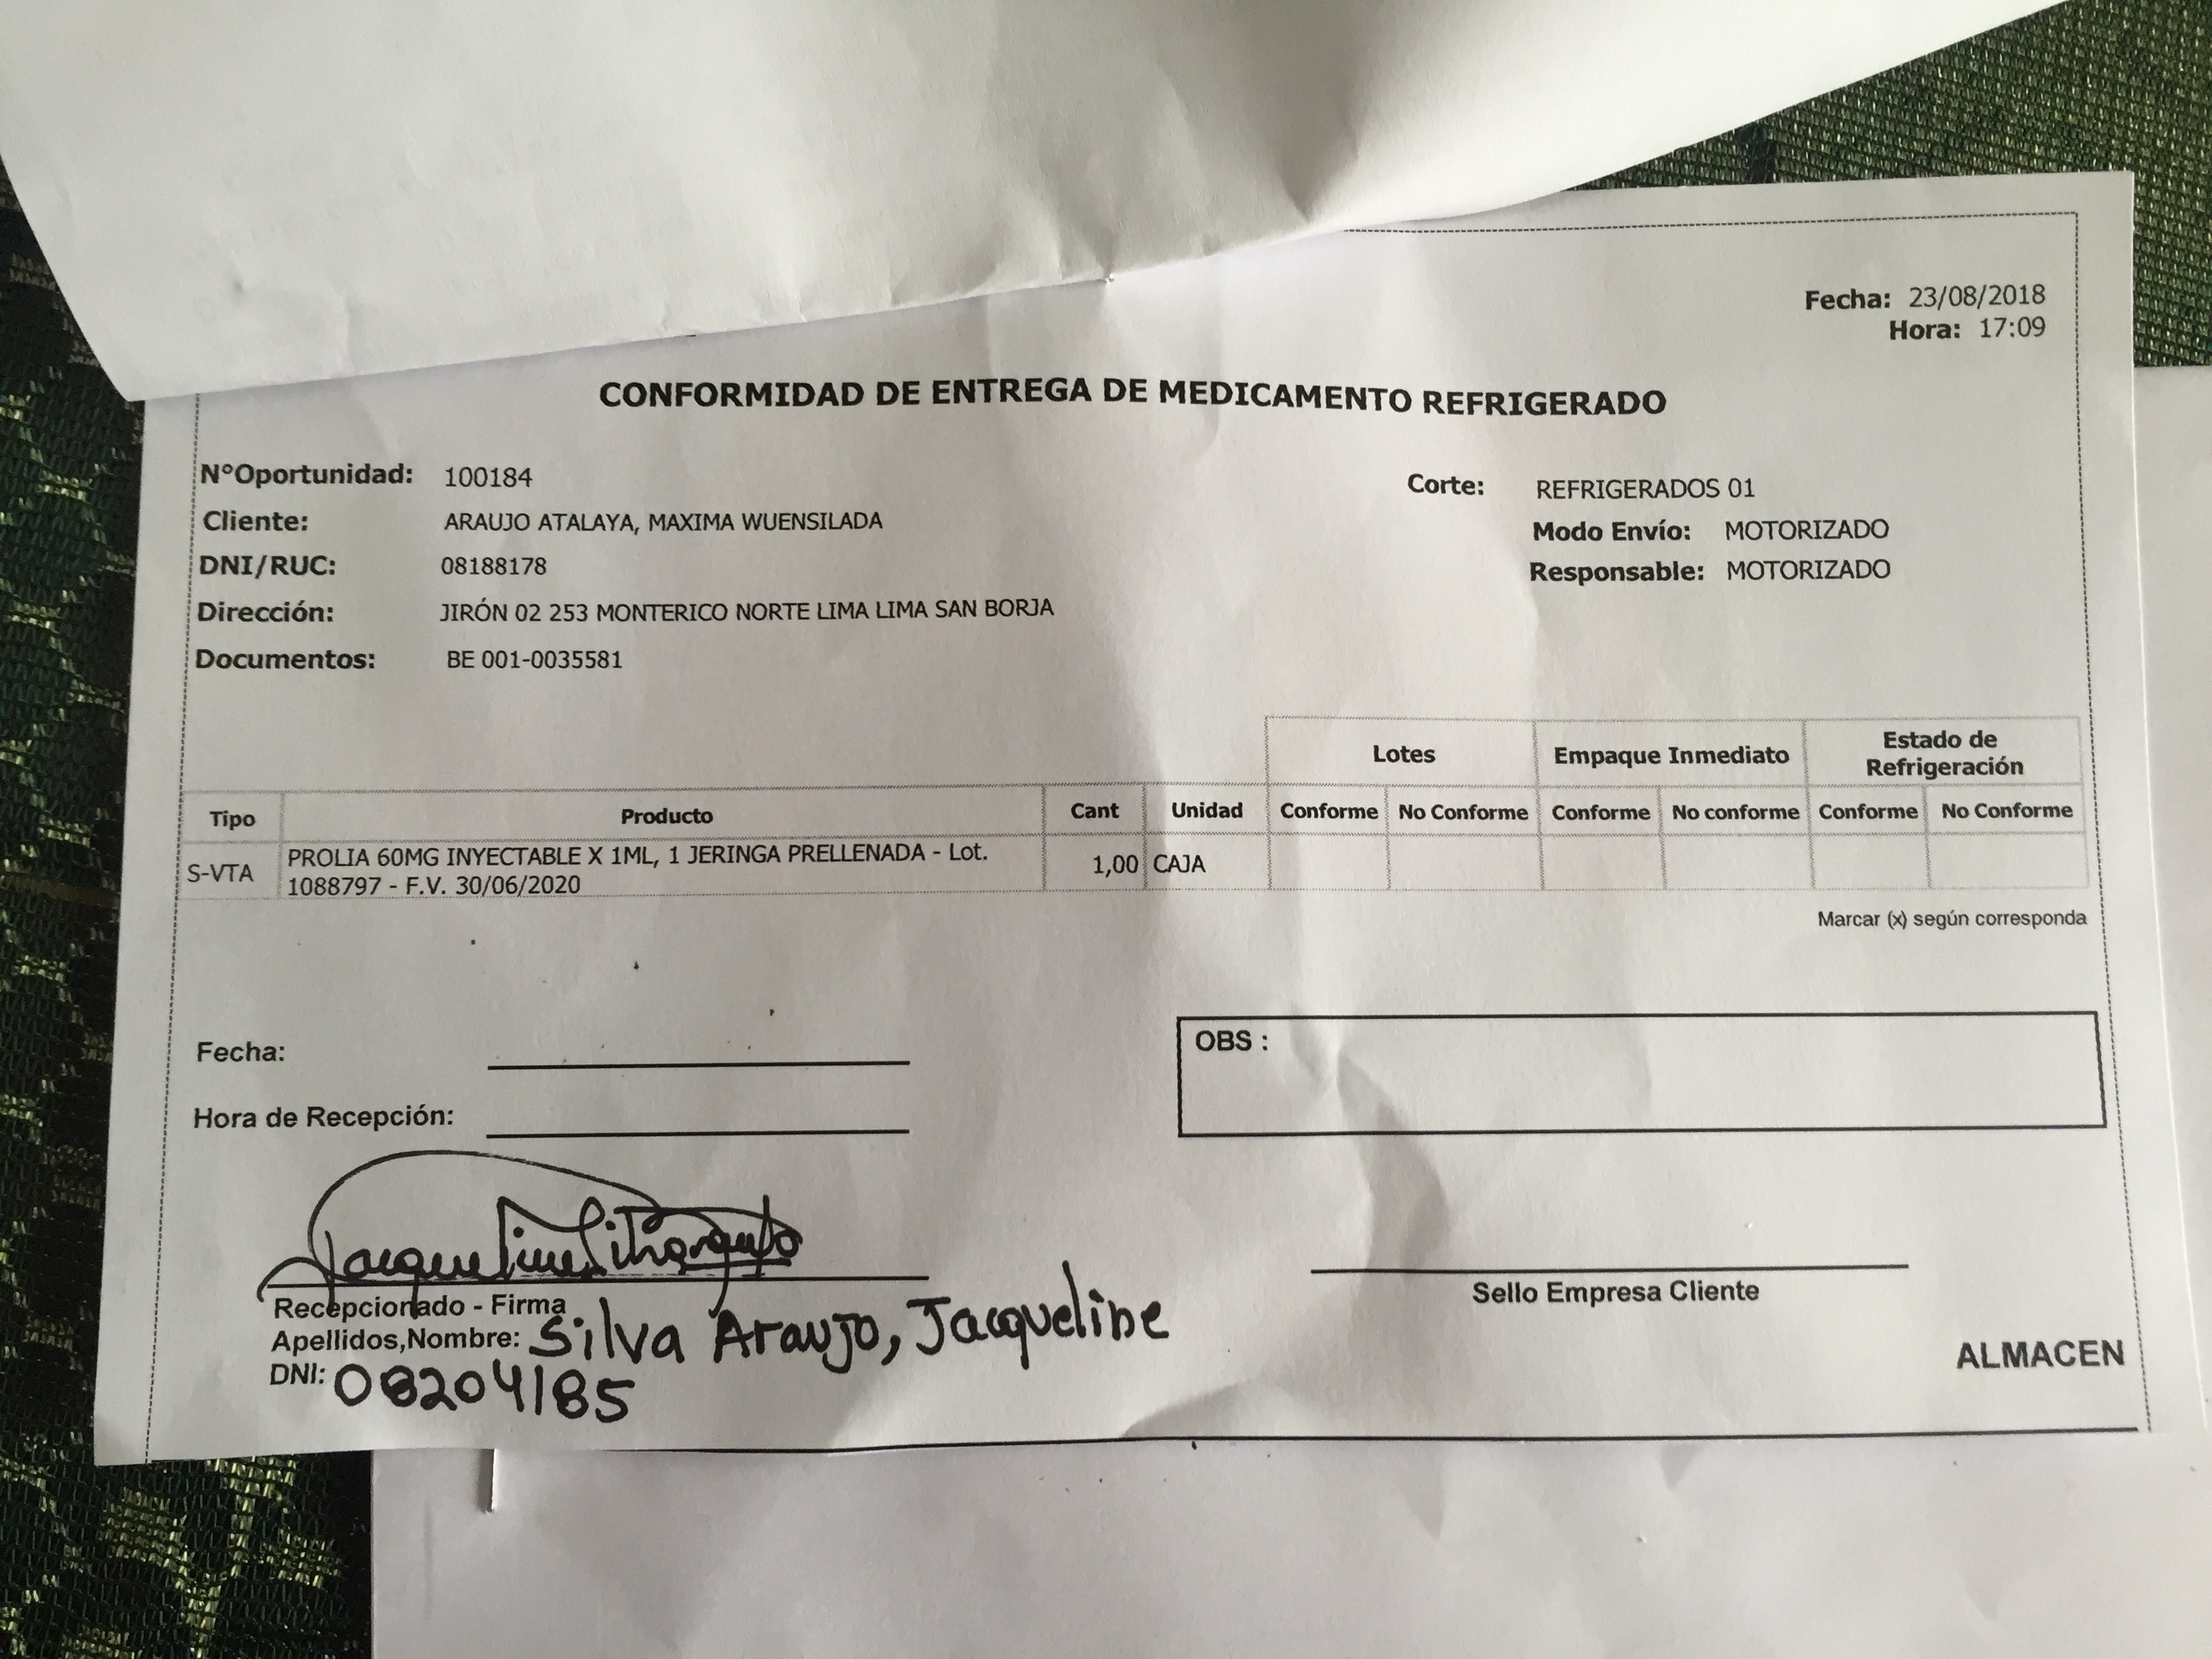 Fecha: 23/08/2018
Hora: 17:09
CONFORMIDAD DE ENTREGA DE MEDICAMENTO REFRIGERADO
N°Oportunidad: 100184
Cliente: ARAUJO ATALAYA, MAXIMA WUENSILADA
DNI/RUC: 08188178
Dirección: JIRÓN 02 253 MONTERICO NORTE LIMA LIMA SAN BORJA
Documentos: BE 001-0035581
Corte: REFRIGERADOS 01
Modo Envío: MOTORIZADO
Responsable: MOTORIZADO
Lotes Empaque Inmediato Estado de Refrigeración
Tipo Producto Cant Unidad Conforme No Conforme Conforme No conforme Conforme No Conforme
S-VTA PROLIA 60MG INYECTABLE X 1ML, 1 JERINGA PRELLENADA - Lot. 1,00 CAJA
1088797 - F.V. 30/06/2020
Marcar (x) según corresponda
Fecha:
Hora de Recepción:
OBS :
Recepcionado - Firma
Apellidos,Nombre: Silva Araujo, Jacqueline
DNI: 08204185
Sello Empresa Cliente
ALMACEN